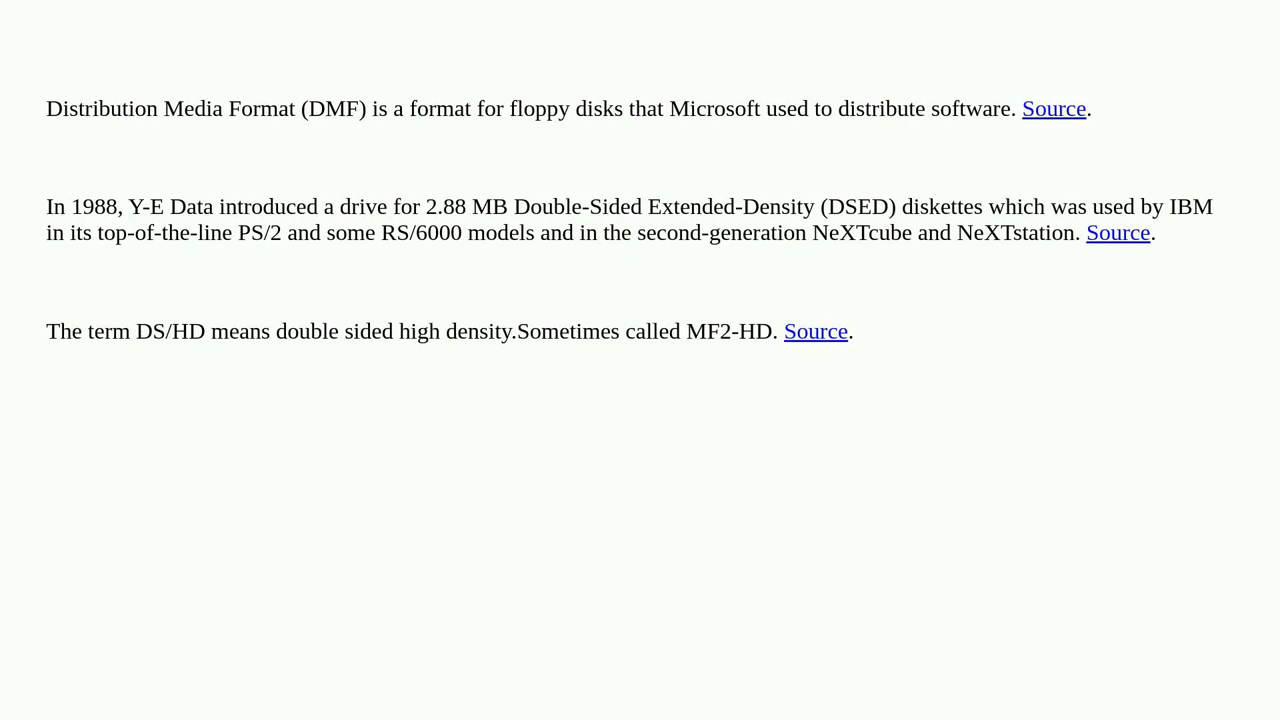 Distribution Media Format (DMF) is a format for floppy disks that Microsoft used to distribute software. Source.
In 1988, Y-E Data introduced a drive for 2.88 MB Double-Sided Extended-Density (DSED) diskettes which was used by IBM
in its top-of-the-line PS/2 and some RS/6000 models and in the second-generation NeXTcube and NeXTstation. Source.
The term DS/HD means double sided high density.Sometimes called MF2-HD. Source.